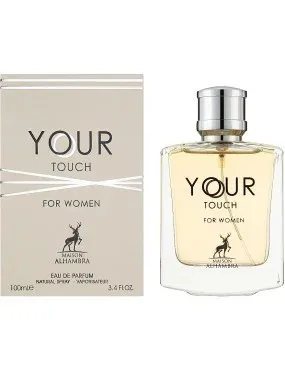 YOUR
TOUCH
FOR WOMEN
MAISON
ALHAMBRA
EAU DE PARFUM
NATURAL SPRAY - VAPORISATEUR
100ml℮ 3.4 FL.OZ.
YOUR
TOUCH
FOR WOMEN
MAISON
ALHAMBRA